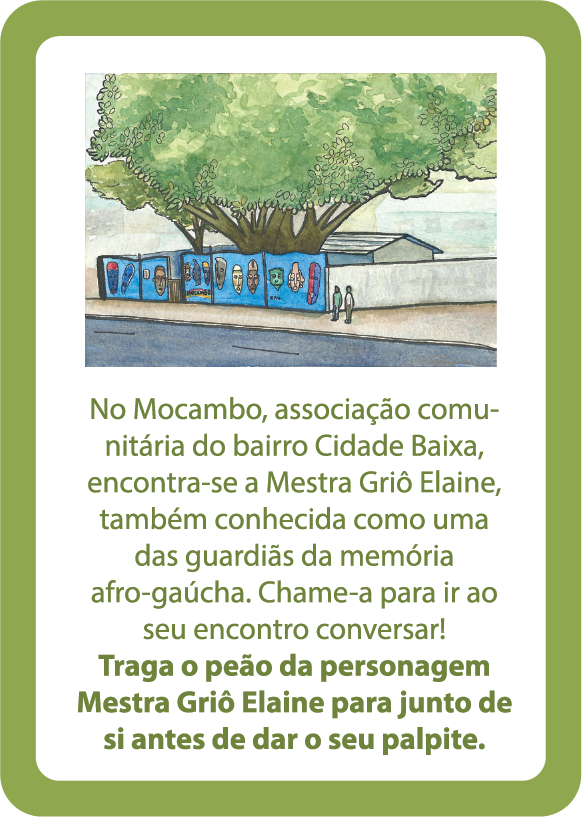 MOCAMBO
No Mocambo, associação comu-
nitária do bairro Cidade Baixa,
encontra-se a Mestra Griô Elaine,
também conhecida como uma
das guardiãs da memória
afro-gaúcha. Chame-a para ir ao
seu encontro conversar!
Traga o peão da personagem
Mestra Griô Elaine para junto de
si antes de dar o seu palpite.